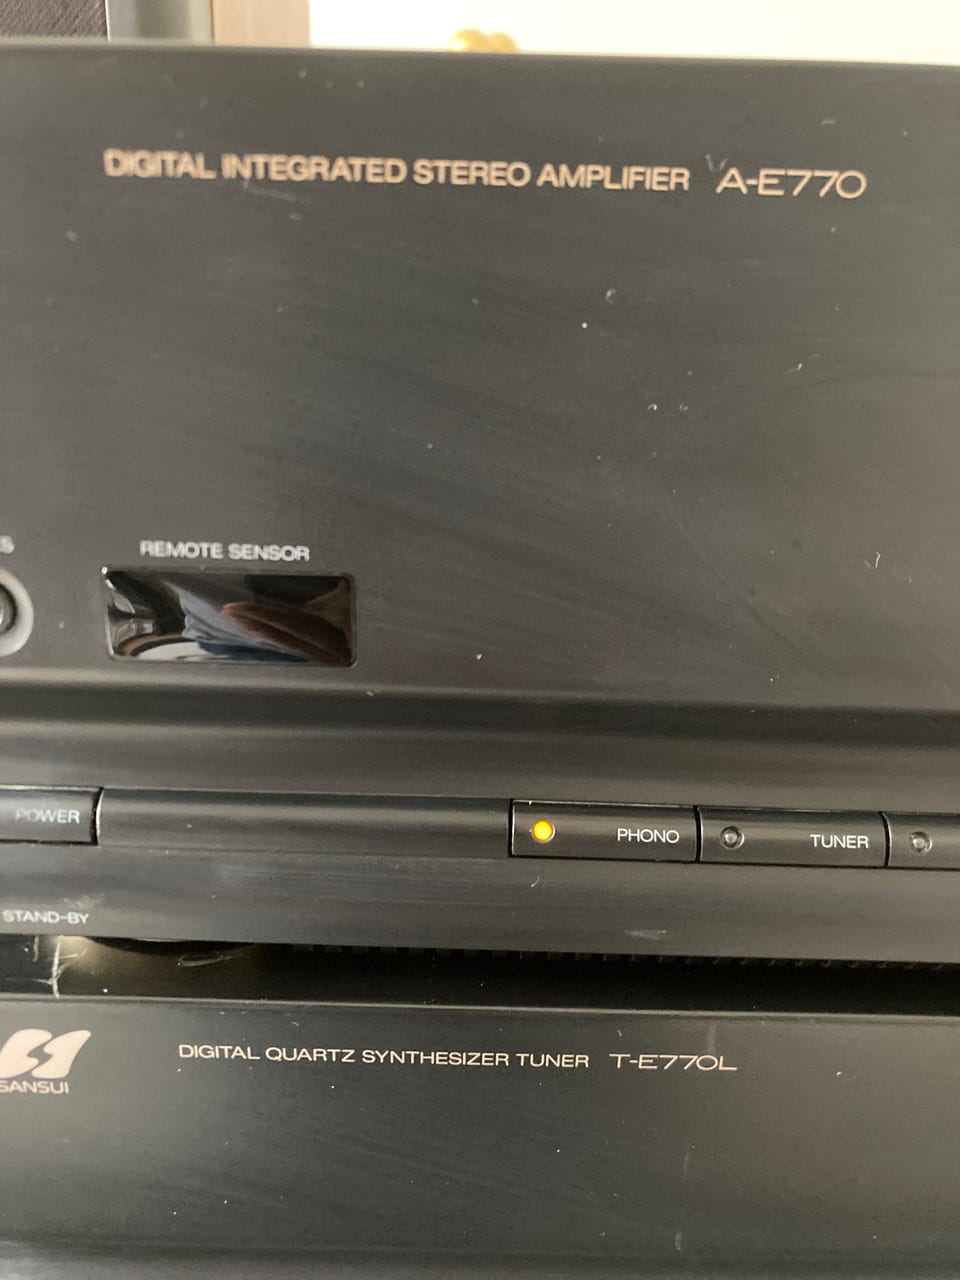 DIGITAL INTEGRATED STEREO AMPLIFIER A-E770
REMOTE SENSOR
POWER
PHONO
TUNER
STAND-BY
SANSUI
DIGITAL QUARTZ SYNTHESIZER TUNER T-E770L